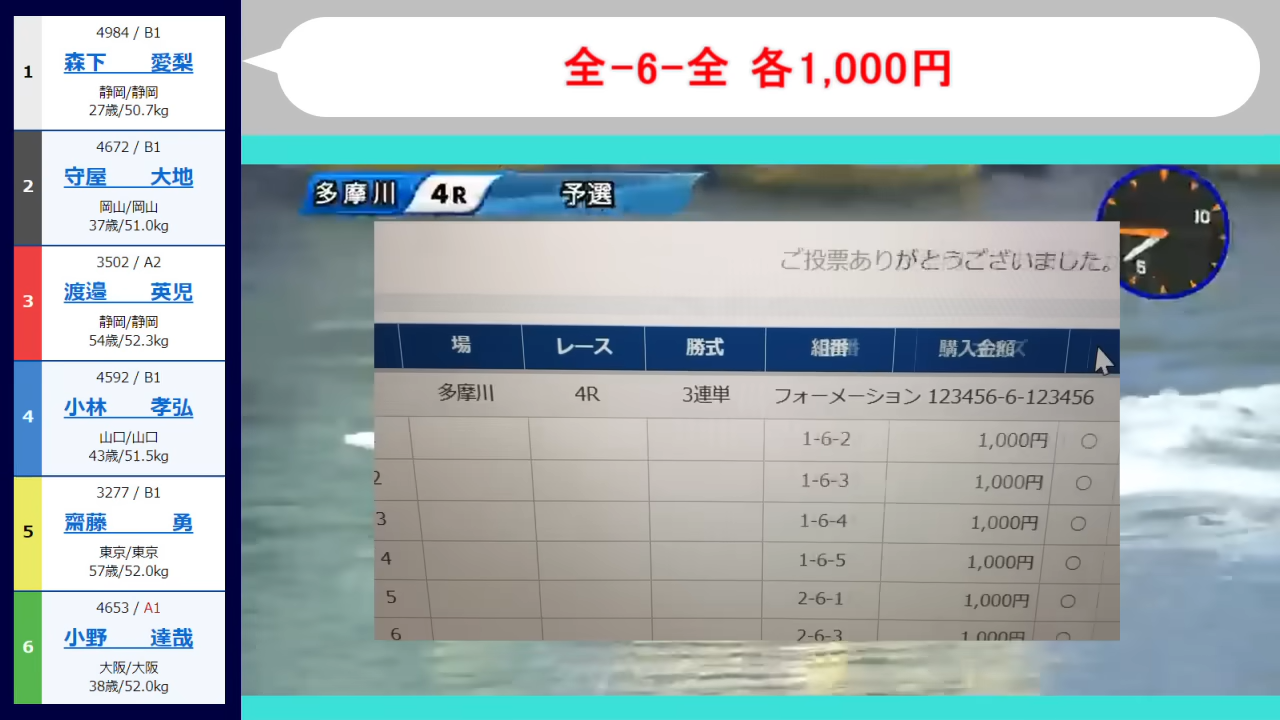 1
4984 / B1
森下 愛梨
静岡/静岡
27歳/50.7kg
2
4672 / B1
守屋 大地
岡山/岡山
37歳/51.0kg
3
3502 / A2
渡邉 英児
静岡/静岡
54歳/52.3kg
4
4592 / B1
小林 孝弘
山口/山口
43歳/51.5kg
5
3277 / B1
齋藤 勇
東京/東京
57歳/52.0kg
6
4653 / A1
小野 達哉
大阪/大阪
38歳/52.0kg
全-6-全 各1,000円
多摩川 4R 予選
10
6
ご投票ありがとうございました。
場 レース 勝式 組番 購入金額
多摩川 4R 3連単 フォーメーション 123456-6-123456
1-6-2 1,000円 ○
2 1-6-3 1,000円 ○
3 1-6-4 1,000円 ○
4 1-6-5 1,000円 ○
5 2-6-1 1,000円 ○
6 2-6-3 1,000円 ○